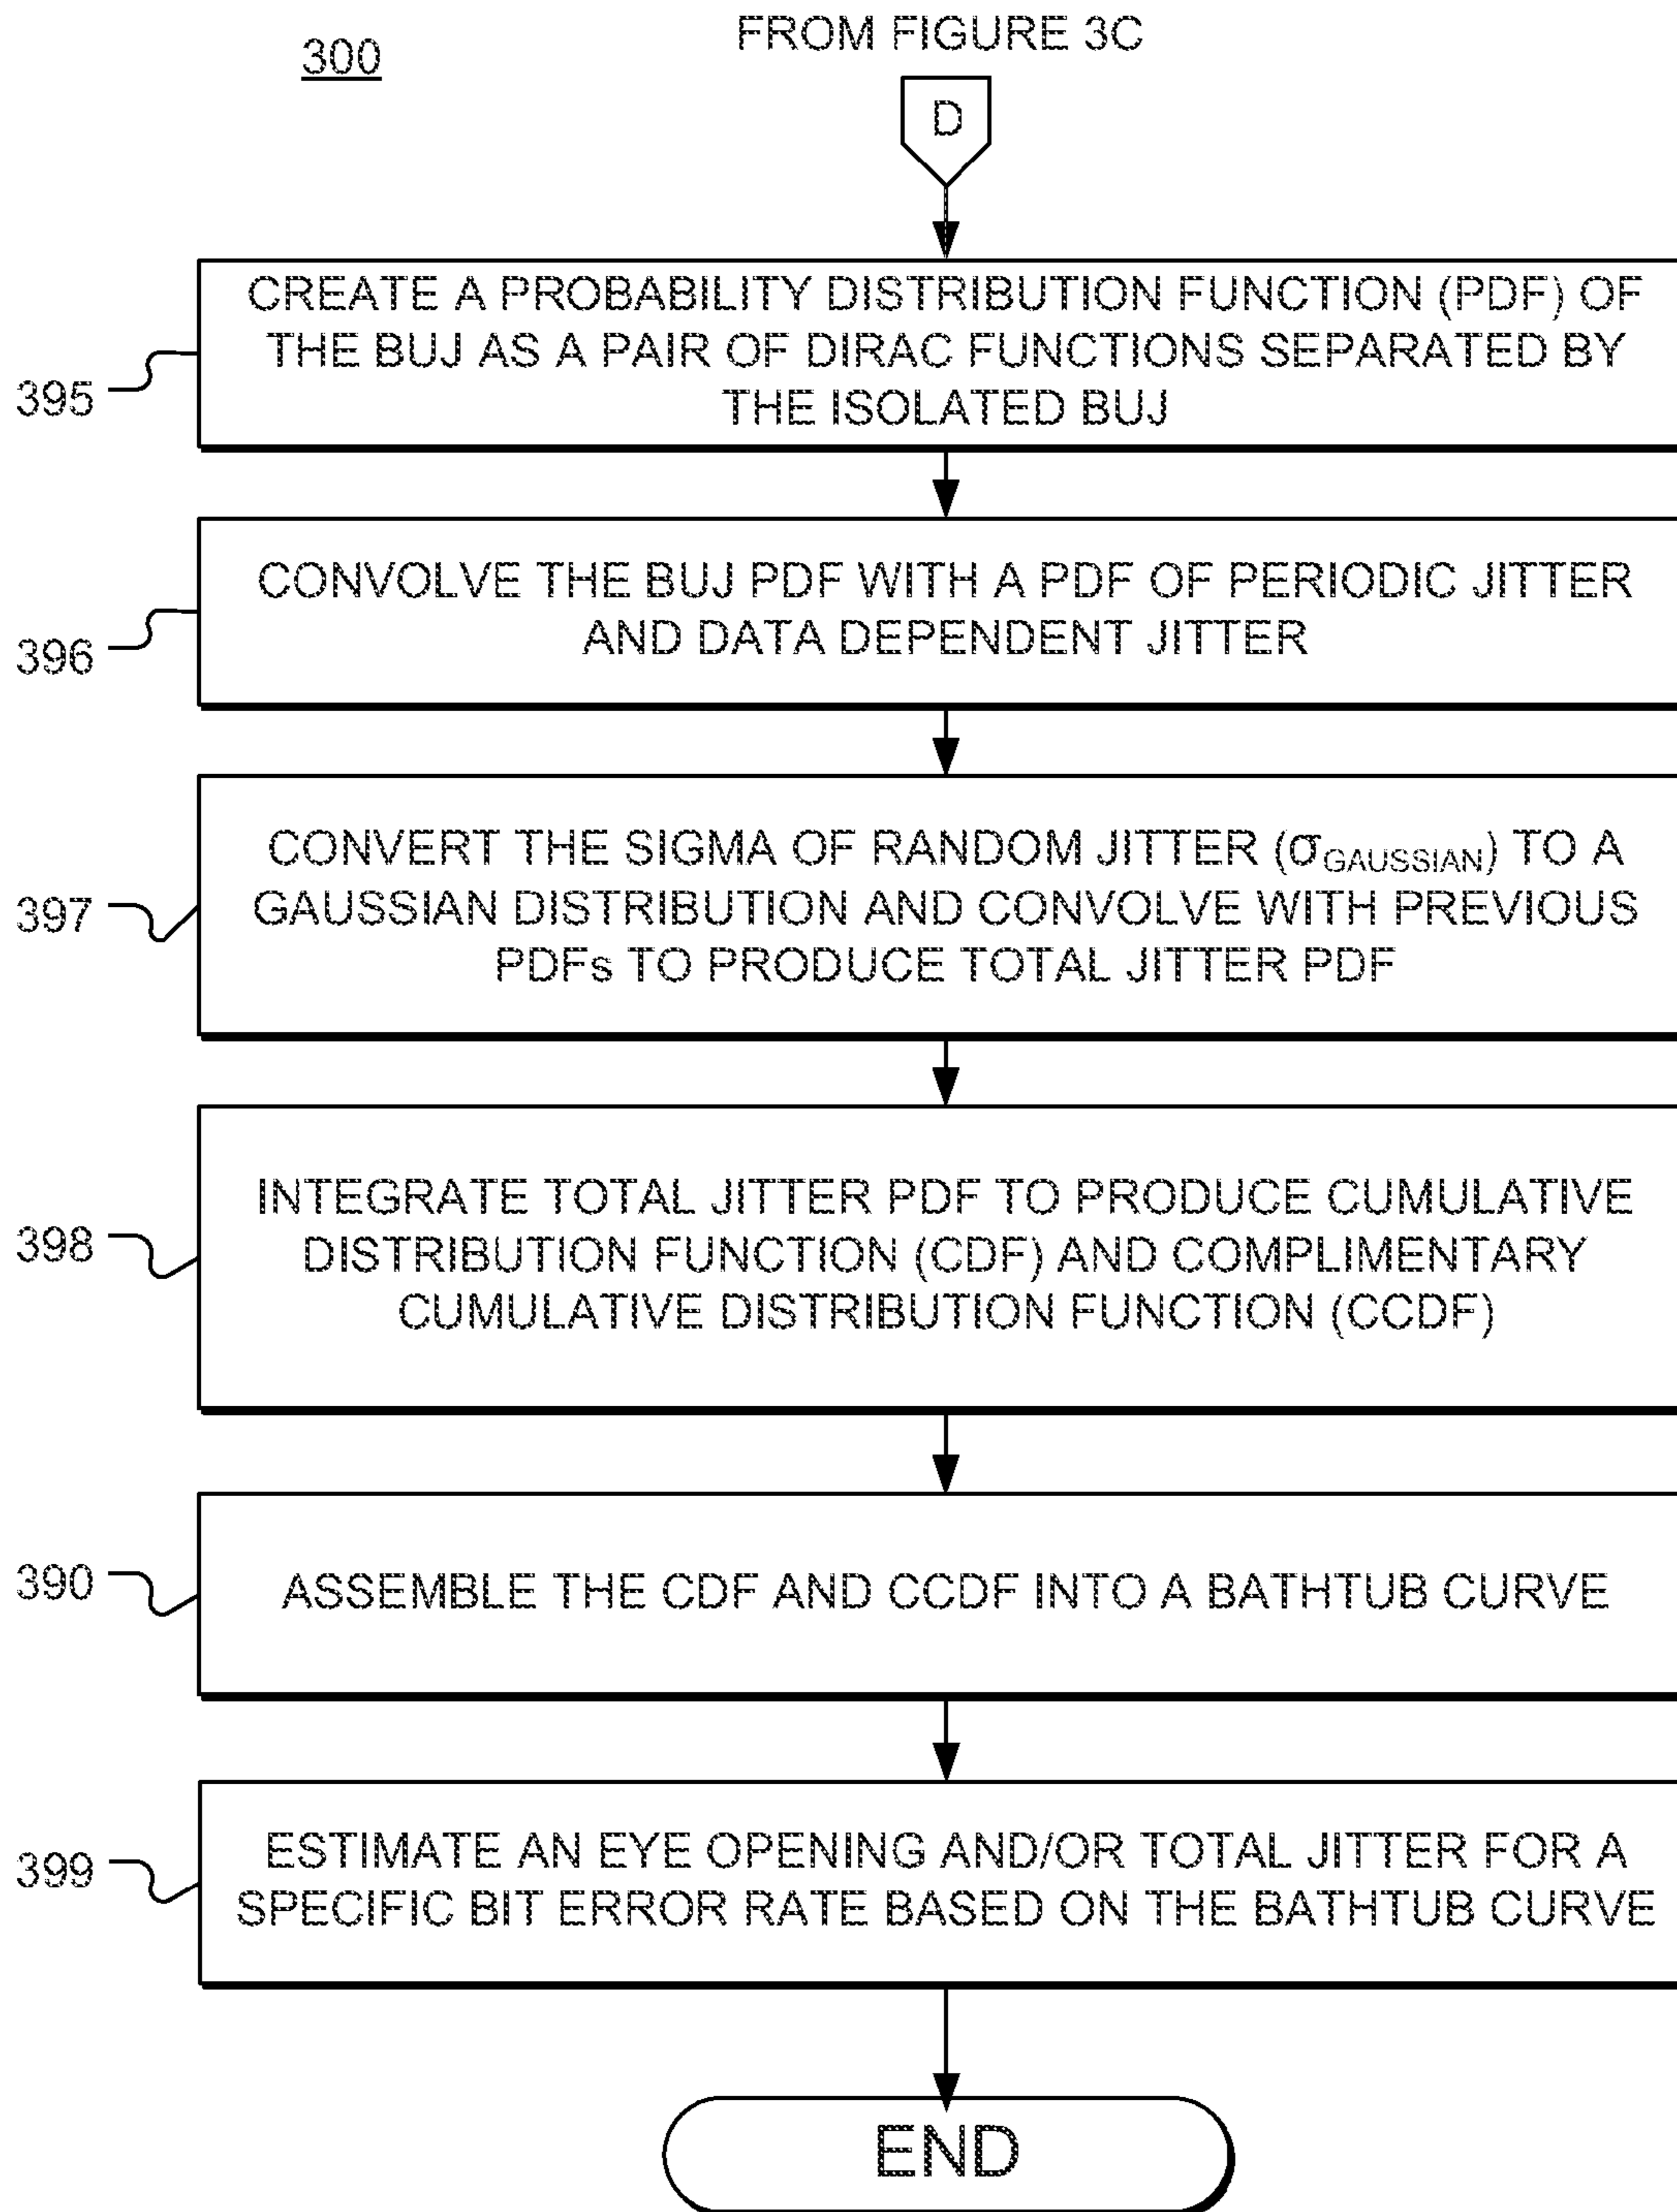 300
FROM FIGURE 3C
D
395
CREATE A PROBABILITY DISTRIBUTION FUNCTION (PDF) OF
THE BUJ AS A PAIR OF DIRAC FUNCTIONS SEPARATED BY
THE ISOLATED BUJ
396
CONVOLVE THE BUJ PDF WITH A PDF OF PERIODIC JITTER
AND DATA DEPENDENT JITTER
397
CONVERT THE SIGMA OF RANDOM JITTER (σGAUSSIAN) TO A
GAUSSIAN DISTRIBUTION AND CONVOLVE WITH PREVIOUS
PDFs TO PRODUCE TOTAL JITTER PDF
398
INTEGRATE TOTAL JITTER PDF TO PRODUCE CUMULATIVE
DISTRIBUTION FUNCTION (CDF) AND COMPLIMENTARY
CUMULATIVE DISTRIBUTION FUNCTION (CCDF)
390
ASSEMBLE THE CDF AND CCDF INTO A BATHTUB CURVE
399
ESTIMATE AN EYE OPENING AND/OR TOTAL JITTER FOR A
SPECIFIC BIT ERROR RATE BASED ON THE BATHTUB CURVE
END